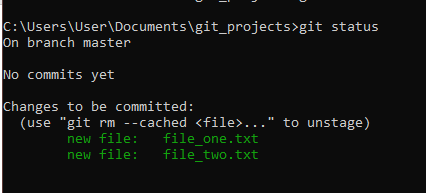 C:\Users\User\Documents\git_projects>git status
On branch master
No commits yet
Changes to be committed:
(use "git rm --cached <file>..." to unstage)
new file: file_one.txt
new file: file_two.txt